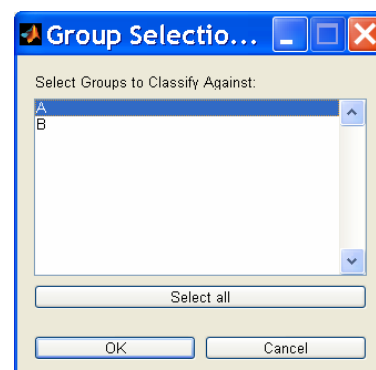 Group Selectio...
Select Groups to Classify Against:
A
B
Select all
OK Cancel